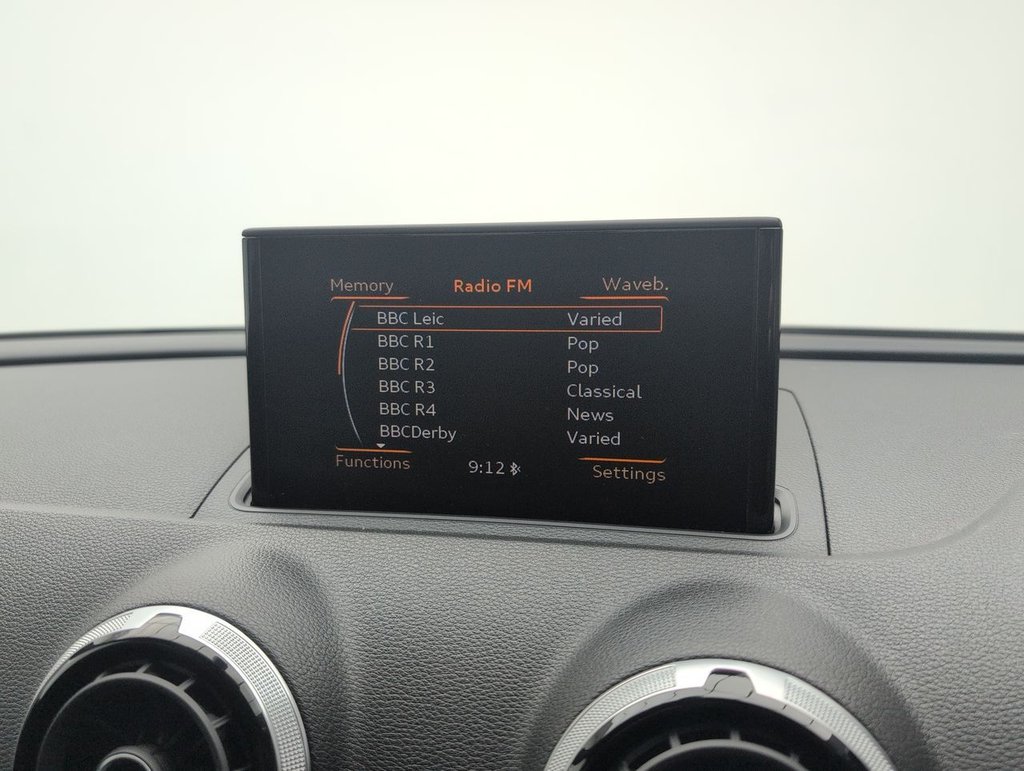 Memory Radio FM Waveb.
BBC Leic Varied
BBC R1 Pop
BBC R2 Pop
BBC R3 Classical
BBC R4 News
BBCDerby Varied
Functions 9:12 Settings